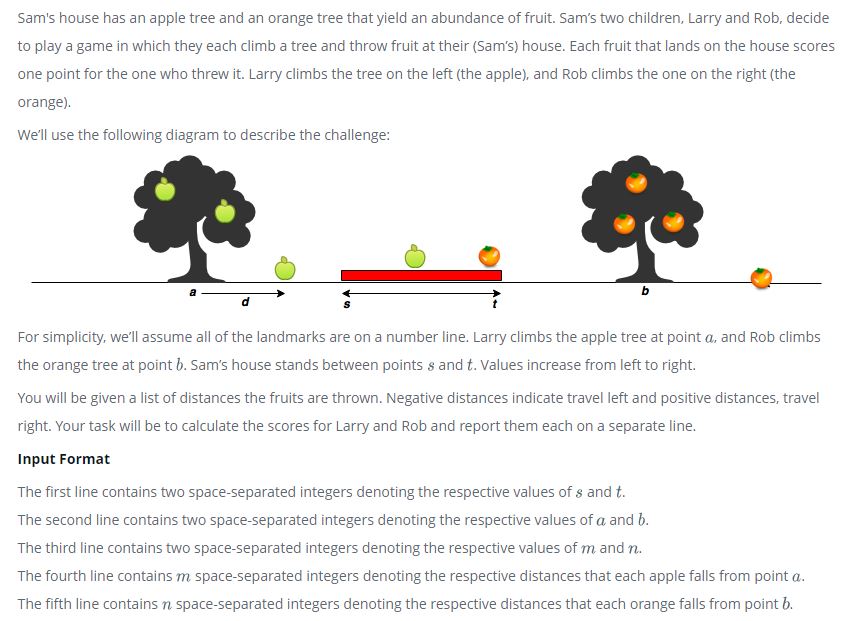 Sam's house has an apple tree and an orange tree that yield an abundance of fruit. Sam’s two children, Larry and Rob, decide
to play a game in which they each climb a tree and throw fruit at their (Sam’s) house. Each fruit that lands on the house scores
one point for the one who threw it. Larry climbs the tree on the left (the apple), and Rob climbs the one on the right (the
orange).
We’ll use the following diagram to describe the challenge:
a
d
s
t
b
For simplicity, we’ll assume all of the landmarks are on a number line. Larry climbs the apple tree at point a, and Rob climbs
the orange tree at point b. Sam’s house stands between points s and t. Values increase from left to right.
You will be given a list of distances the fruits are thrown. Negative distances indicate travel left and positive distances, travel
right. Your task will be to calculate the scores for Larry and Rob and report them each on a separate line.
Input Format
The first line contains two space-separated integers denoting the respective values of s and t.
The second line contains two space-separated integers denoting the respective values of a and b.
The third line contains two space-separated integers denoting the respective values of m and n.
The fourth line contains m space-separated integers denoting the respective distances that each apple falls from point a.
The fifth line contains n space-separated integers denoting the respective distances that each orange falls from point b.